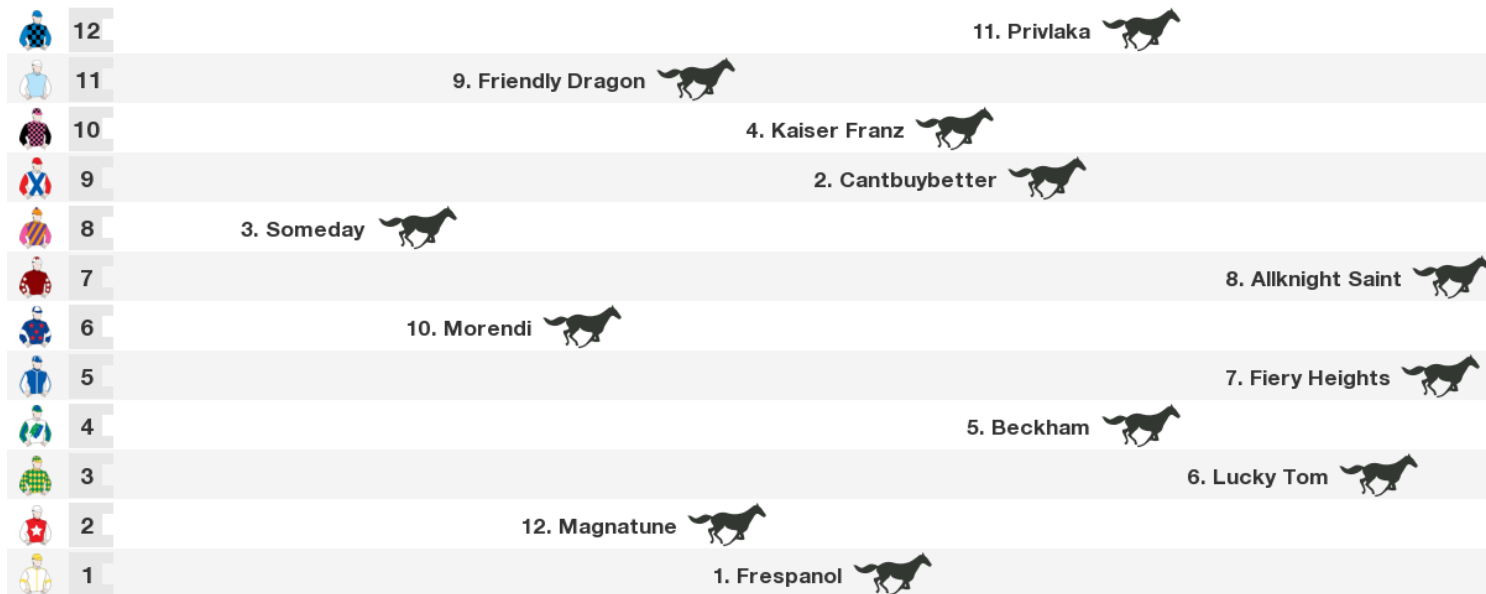 12 11. Privlaka
11 9. Friendly Dragon
10 4. Kaiser Franz
9 2. Cantbuybetter
8 3. Someday
7 8. Allknight Saint
6 10. Morendi
5 7. Fiery Heights
4 5. Beckham
3 6. Lucky Tom
2 12. Magnatune
1 1. Frespanol